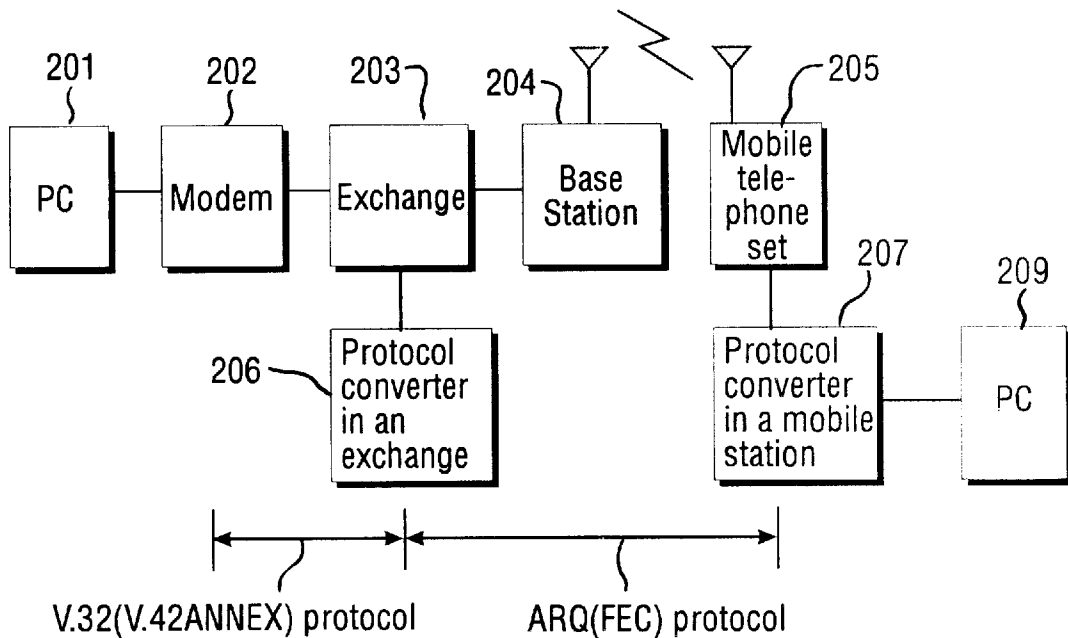 201
202
203
204
205
PC
Modem
Exchange
Base
Station
Mobile
tele-
phone
set
206
Protocol
converter
in an
exchange
207
Protocol
converter
in a mobile
station
209
PC
V.32(V.42ANNEX) protocol
ARQ(FEC) protocol